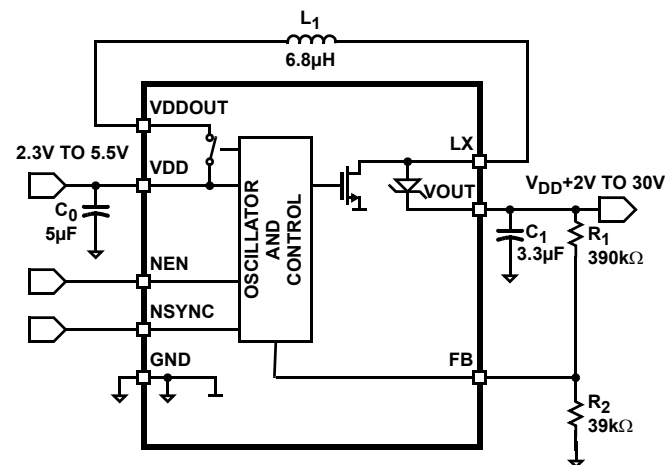 L1
6.8µH
VDDOUT
2.3V TO 5.5V
VDD
C0
5µF
NEN
NSYNC
GND
OSCILLATOR
AND
CONTROL
LX
VOUT
VDD+2V TO 30V
C1
3.3µF
R1
390kΩ
FB
R2
39kΩ